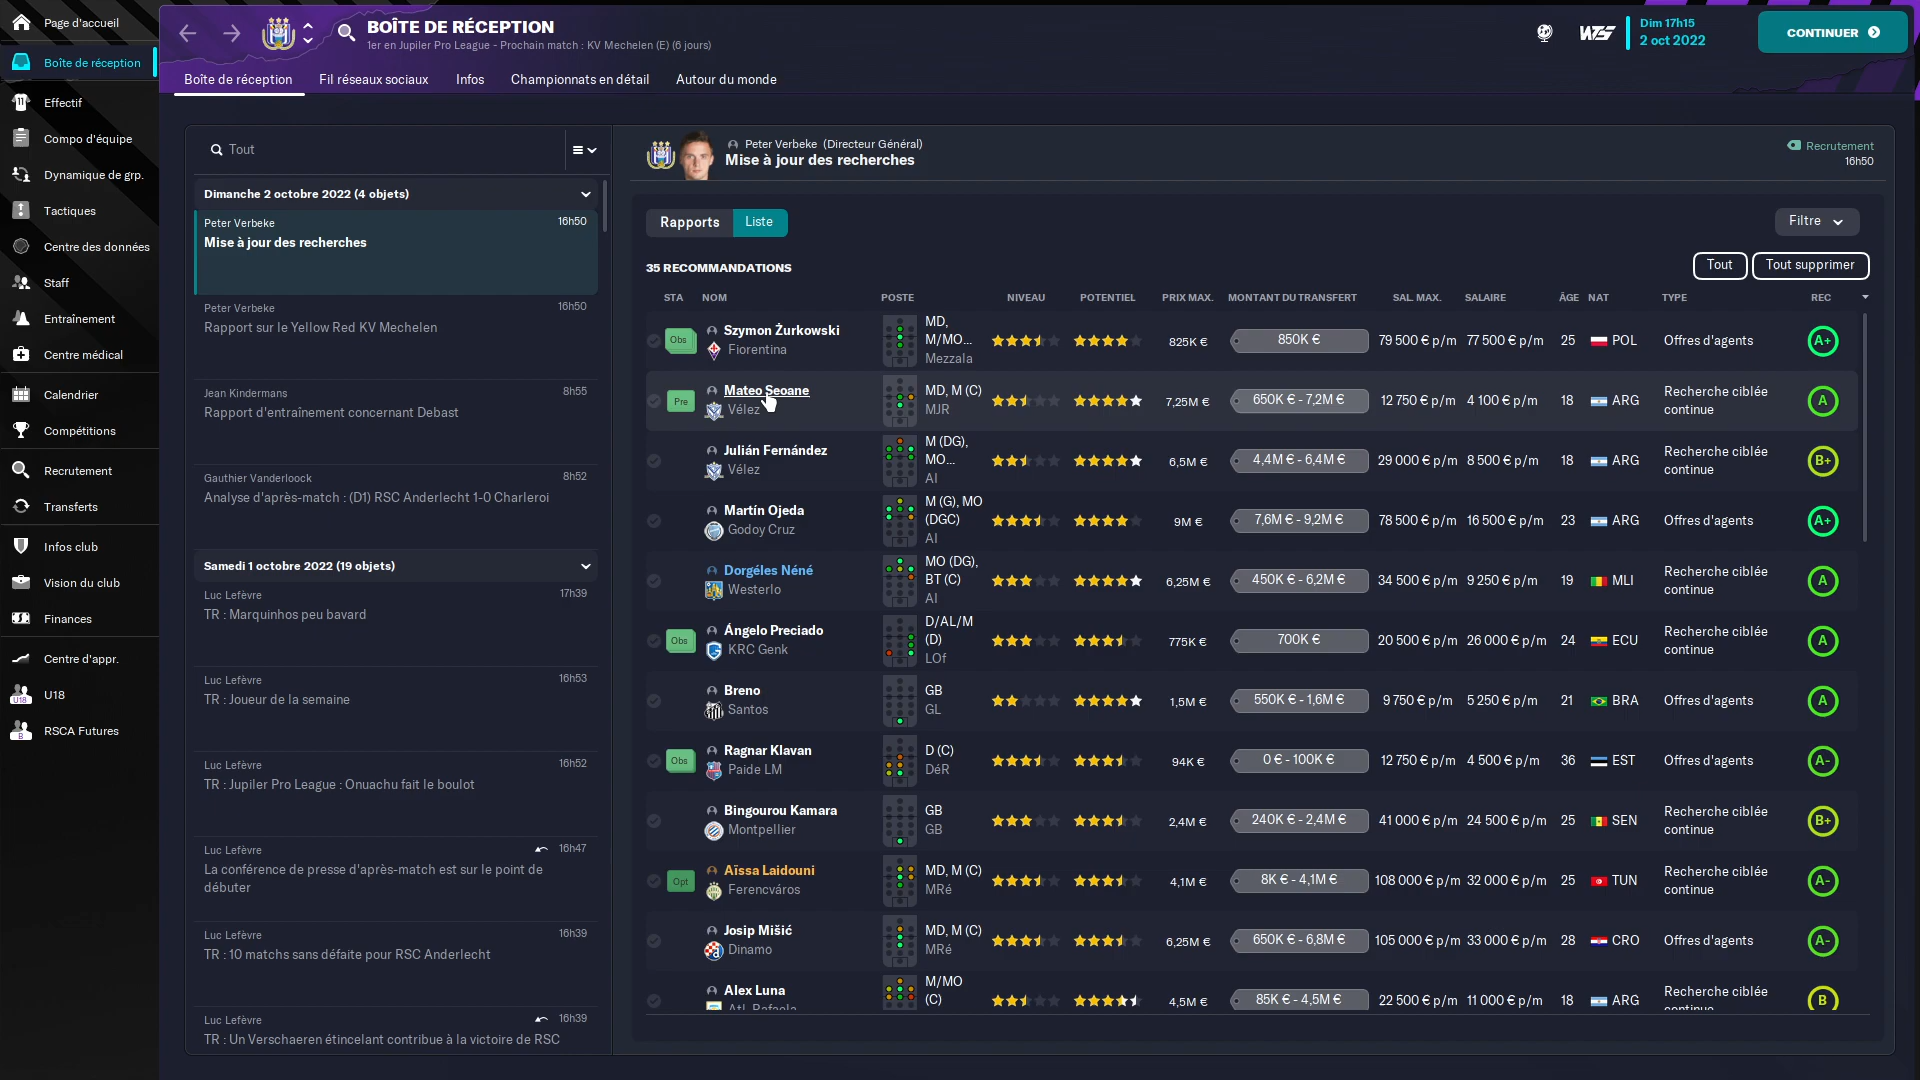 Page d'accueil
Boîte de réception
Effectif
Compo d'équipe
Dynamique de grp.
Tactiques
Centre des données
Staff
Entraînement
Centre médical
Calendrier
Compétitions
Recrutement
Transferts
Infos club
Vision du club
Finances
Centre d'appr.
U18
U18
B
RSCA Futures
BOÎTE DE RÉCEPTION
1er en Jupiler Pro League - Prochain match : KV Mechelen (E) (6 jours)
Dim 17h15
2 oct 2022
CONTINUER
Boîte de réception Fil réseaux sociaux Infos Championnats en détail Autour du monde
Tout
Dimanche 2 octobre 2022 (4 objets)
Peter Verbeke 16h50
Mise à jour des recherches
Peter Verbeke 16h50
Rapport sur le Yellow Red KV Mechelen
Jean Kindermans 8h55
Rapport d'entraînement concernant Debast
Gauthier Vanderloock 8h52
Analyse d'après-match : (D1) RSC Anderlecht 1-0 Charleroi
Samedi 1 octobre 2022 (19 objets)
Luc Lefèvre 17h39
TR : Marquinhos peu bavard
Luc Lefèvre 16h53
TR : Joueur de la semaine
Luc Lefèvre 16h52
TR : Jupiler Pro League : Onuachu fait le boulot
Luc Lefèvre 16h47
La conférence de presse d'après-match est sur le point de
débuter
Luc Lefèvre 16h39
TR : 10 matchs sans défaite pour RSC Anderlecht
Luc Lefèvre 16h39
TR : Un Verschaeren étincelant contribue à la victoire de RSC
Peter Verbeke (Directeur Général)
Mise à jour des recherches
Recrutement
16h50
Rapports Liste
Filtre
35 RECOMMANDATIONS
Tout Tout supprimer
STA NOM POSTE NIVEAU POTENTIEL PRIX MAX. MONTANT DU TRANSFERT SAL. MAX. SALAIRE ÂGE NAT TYPE REC
Obs Szymon Żurkowski Fiorentina MD, M/MO... Mezzala 825K € 850K € 79 500 € p/m 77 500 € p/m 25 POL Offres d'agents A+
Pre Mateo Seoane Vélez MD, M (C) MJR 7,25M € 650K € - 7,2M € 12 750 € p/m 4 100 € p/m 18 ARG Recherche ciblée continue A
Julián Fernández Vélez M (DG), MO... AI 6,5M € 4,4M € - 6,4M € 29 000 € p/m 8 500 € p/m 18 ARG Recherche ciblée continue B+
Martín Ojeda Godoy Cruz M (G), MO (DGC) AI 9M € 7,6M € - 9,2M € 78 500 € p/m 16 500 € p/m 23 ARG Offres d'agents A+
Dorgéles Néné Westerlo MO (DG), BT (C) AI 6,25M € 450K € - 6,2M € 34 500 € p/m 9 250 € p/m 19 MLI Recherche ciblée continue A
Obs Ángelo Preciado KRC Genk D/AL/M (D) LOf 775K € 700K € 20 500 € p/m 26 000 € p/m 24 ECU Recherche ciblée continue A
Breno Santos GB GL 1,5M € 550K € - 1,6M € 9 750 € p/m 5 250 € p/m 21 BRA Offres d'agents A
Obs Ragnar Klavan Paide LM D (C) DéR 94K € 0 € - 100K € 12 750 € p/m 4 500 € p/m 36 EST Offres d'agents A-
Bingourou Kamara Montpellier GB GB 2,4M € 240K € - 2,4M € 41 000 € p/m 24 500 € p/m 25 SEN Recherche ciblée continue B+
Opt Aïssa Laidouni Ferencváros MD, M (C) MRé 4,1M € 8K € - 4,1M € 108 000 € p/m 32 000 € p/m 25 TUN Recherche ciblée continue A-
Josip Mišić Dinamo MD, M (C) MRé 6,25M € 650K € - 6,8M € 105 000 € p/m 33 000 € p/m 28 CRO Offres d'agents A-
Alex Luna Atl. Rafaela M/MO (C) 4,5M € 85K € - 4,5M € 22 500 € p/m 11 000 € p/m 18 ARG Recherche ciblée continue B